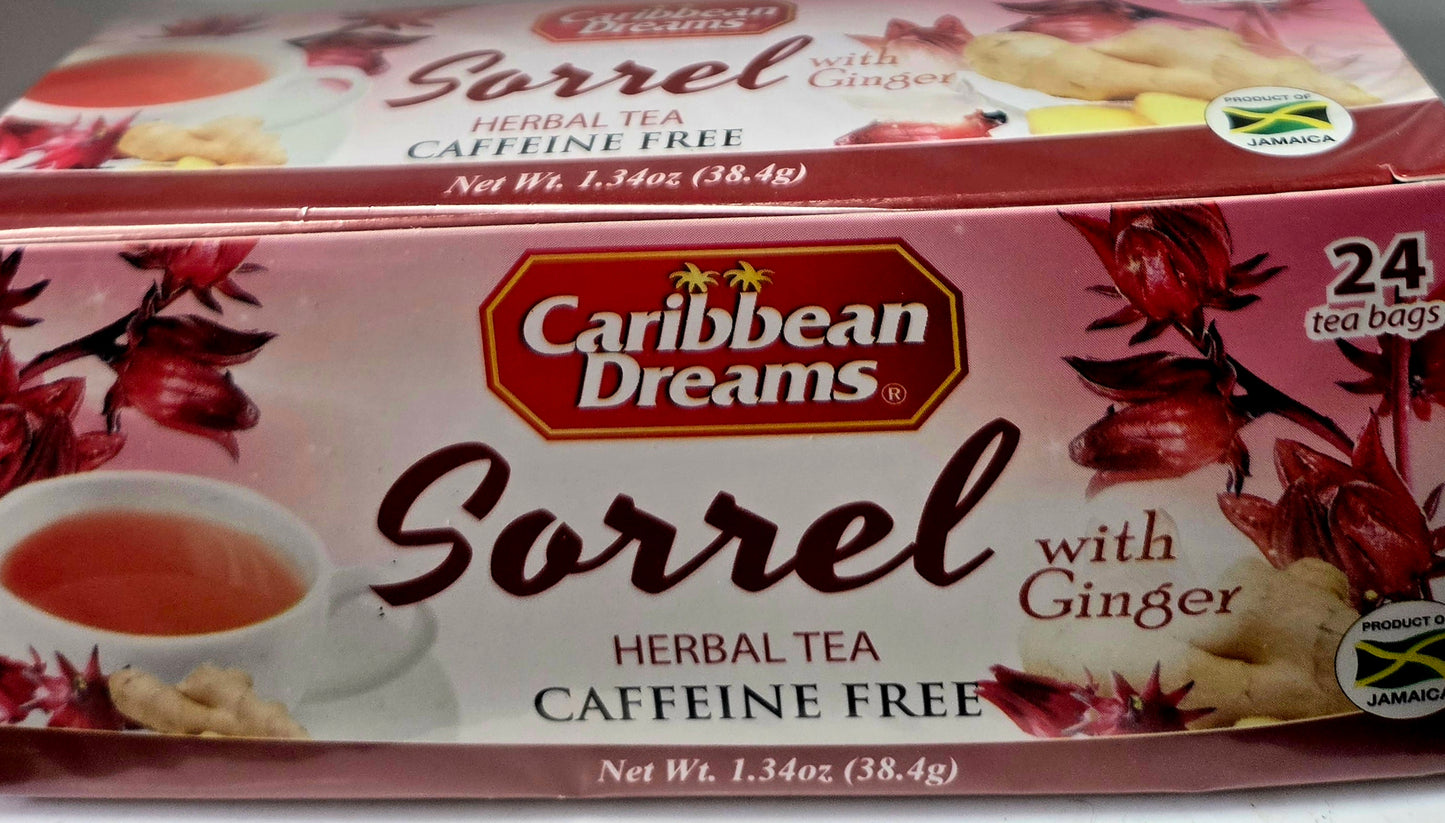 Caribbean
Dreams
Sorrel
with
Ginger
HERBAL TEA
CAFFEINE FREE
Net Wt. 1.34oz (38.4g)
PRODUCT OF
JAMAICA
Caribbean
Dreams®
24
tea bags
Sorrel
with
Ginger
HERBAL TEA
CAFFEINE FREE
PRODUCT O
JAMAICA
Net Wt. 1.34oz (38.4g)